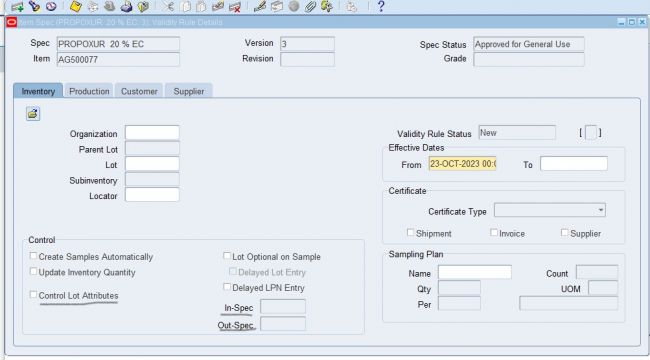 Item Spec (PROPOXUR 20 % EC, 3): Validity Rule Details
Spec PROPOXUR 20 % EC Version 3 Spec Status Approved for General Use
Item AG500077 Revision Grade
Inventory Production Customer Supplier
Organization Validity Rule Status New [ ]
Parent Lot Effective Dates
Lot From 23-OCT-2023 00:0 To
Subinventory
Locator Certificate
Certificate Type
Shipment Invoice Supplier
Control
Create Samples Automatically Lot Optional on Sample Sampling Plan
Update Inventory Quantity Delayed Lot Entry Name Count
Control Lot Attributes Delayed LPN Entry Qty UOM
In-Spec Per
Out-Spec